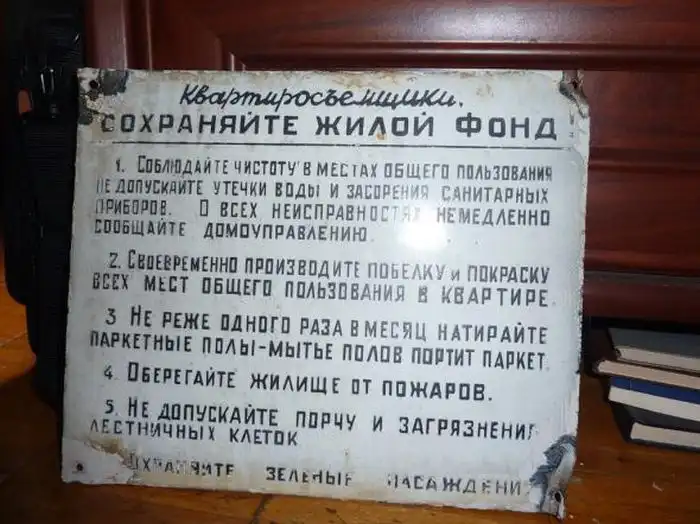 Квартиросъемщики.
СОХРАНЯЙТЕ ЖИЛОЙ ФОНД!
1. СОБЛЮДАЙТЕ ЧИСТОТУ В МЕСТАХ ОБЩЕГО ПОЛЬЗОВАНИЯ
НЕ ДОПУСКАЙТЕ УТЕЧКИ ВОДЫ И ЗАСОРЕНИЯ САНИТАРНЫХ
ПРИБОРОВ. О ВСЕХ НЕИСПРАВНОСТЯХ НЕМЕДЛЕННО
СООБЩАЙТЕ ДОМОУПРАВЛЕНИЮ.
2. СВОЕВРЕМЕННО ПРОИЗВОДИТЕ ПОБЕЛКУ И ПОКРАСКУ
ВСЕХ МЕСТ ОБЩЕГО ПОЛЬЗОВАНИЯ В КВАРТИРЕ.
3 НЕ РЕЖЕ ОДНОГО РАЗА В МЕСЯЦ НАТИРАЙТЕ
ПАРКЕТНЫЕ ПОЛЫ-МЫТЬЕ ПОЛОВ ПОРТИТ ПАРКЕТ.
4. ОБЕРЕГАЙТЕ ЖИЛИЩЕ ОТ ПОЖАРОВ.
5. НЕ ДОПУСКАЙТЕ ПОРЧУ И ЗАГРЯЗНЕНИЕ
ЛЕСТНИЧНЫХ КЛЕТОК
ОХРАНЯЙТЕ ЗЕЛЕНЫЕ НАСАЖДЕНИ